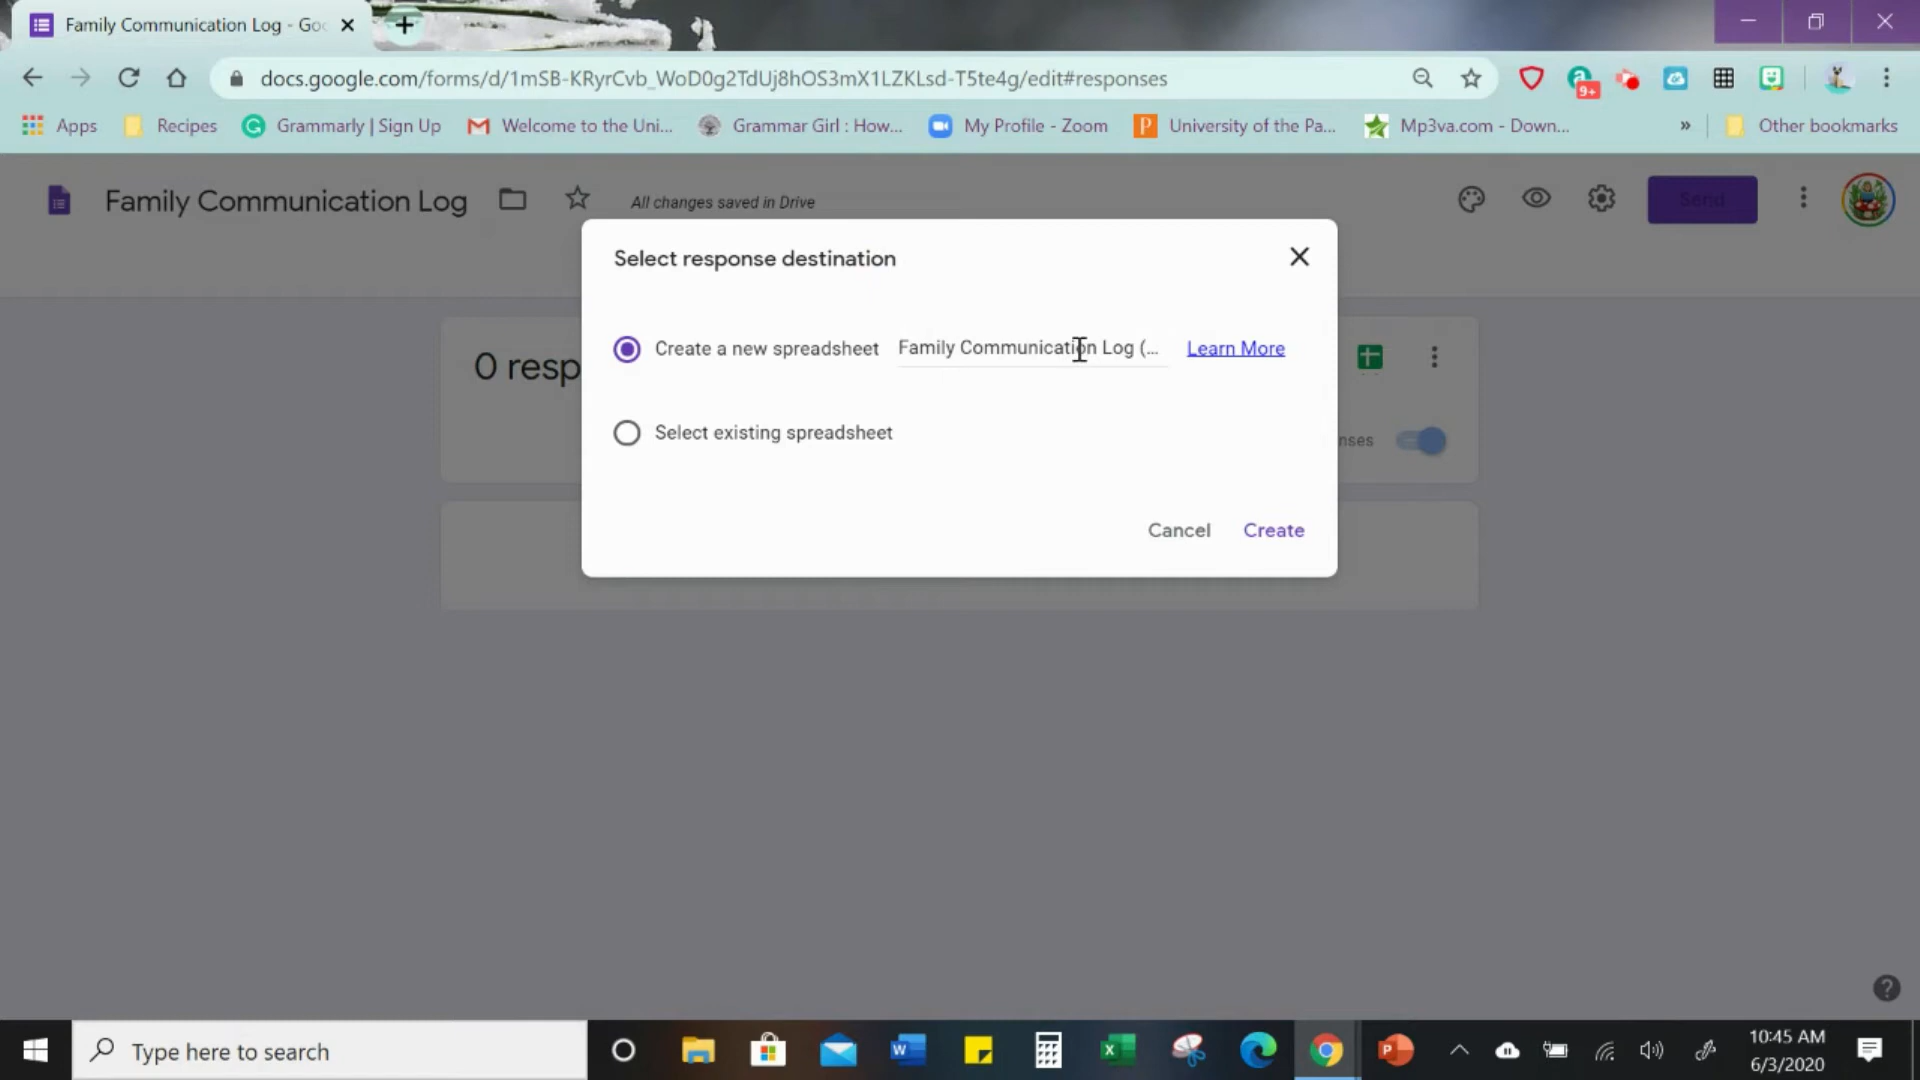 Family Communication Log - Goo
docs.google.com/forms/d/1mSB-KRyrCvb_WoD0g2TdUj8hOS3mX1LZKLsd-T5te4g/edit#responses
9+
Apps
Recipes
Grammarly | Sign Up
Welcome to the Uni...
Grammar Girl : How...
My Profile - Zoom
University of the Pa...
Mp3va.com - Down...
»
Other bookmarks
Family Communication Log
All changes saved in Drive
Send
Select response destination
Create a new spreadsheet
Family Communication Log (...
Learn More
0 resp
Select existing spreadsheet
nses
Cancel
Create
Type here to search
10:45 AM
6/3/2020